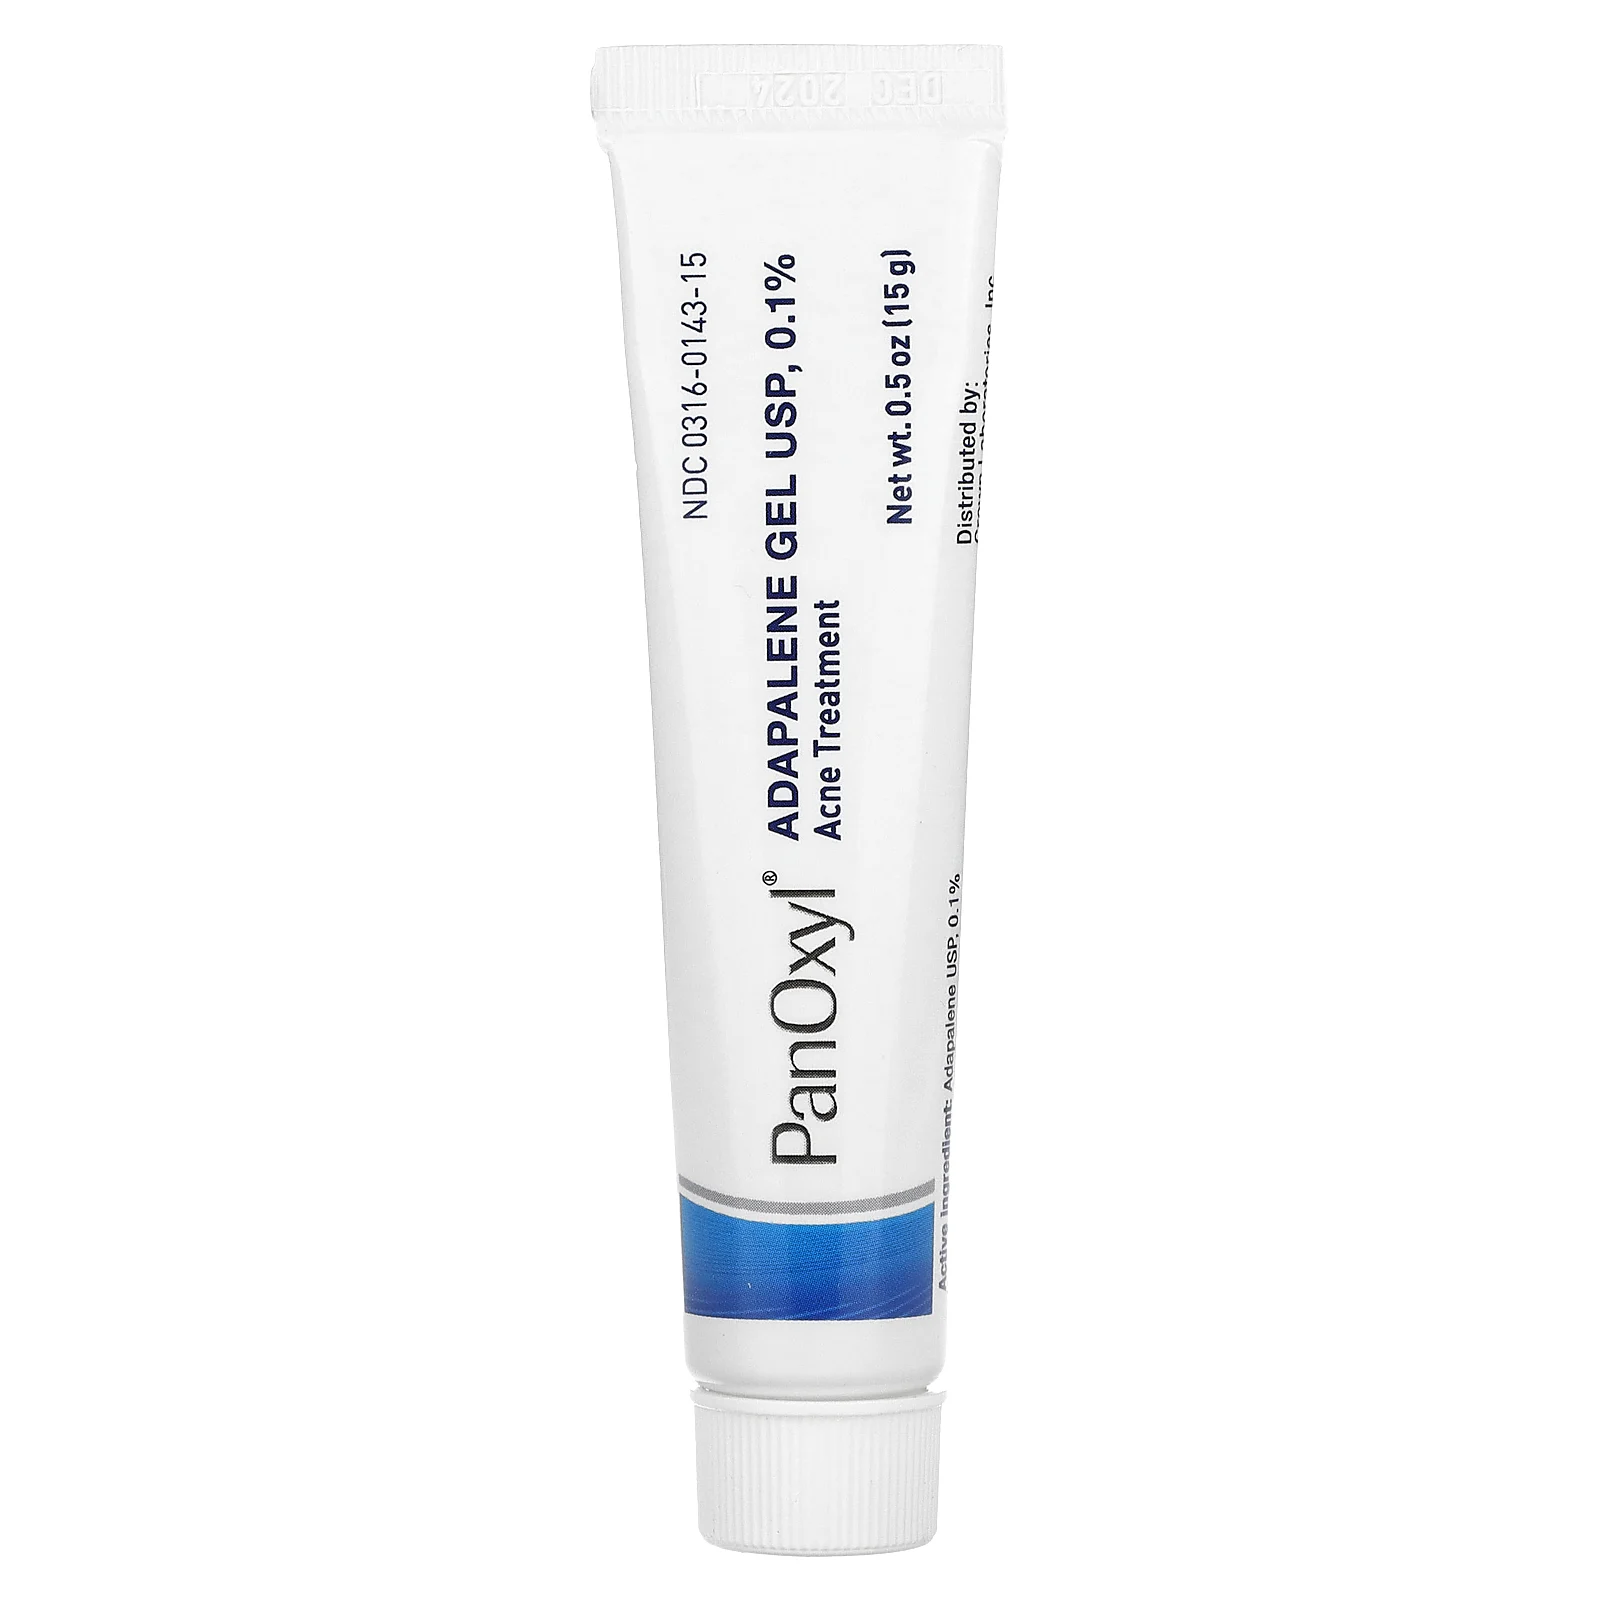 DEC 2024
NDC 0316-0143-15
PanOxyl® ADAPALENE GEL USP, 0.1%
Acne Treatment
Net wt. 0.5 oz (15 g)
Distributed by:
Active Ingredient: Adapalene USP, 0.1%